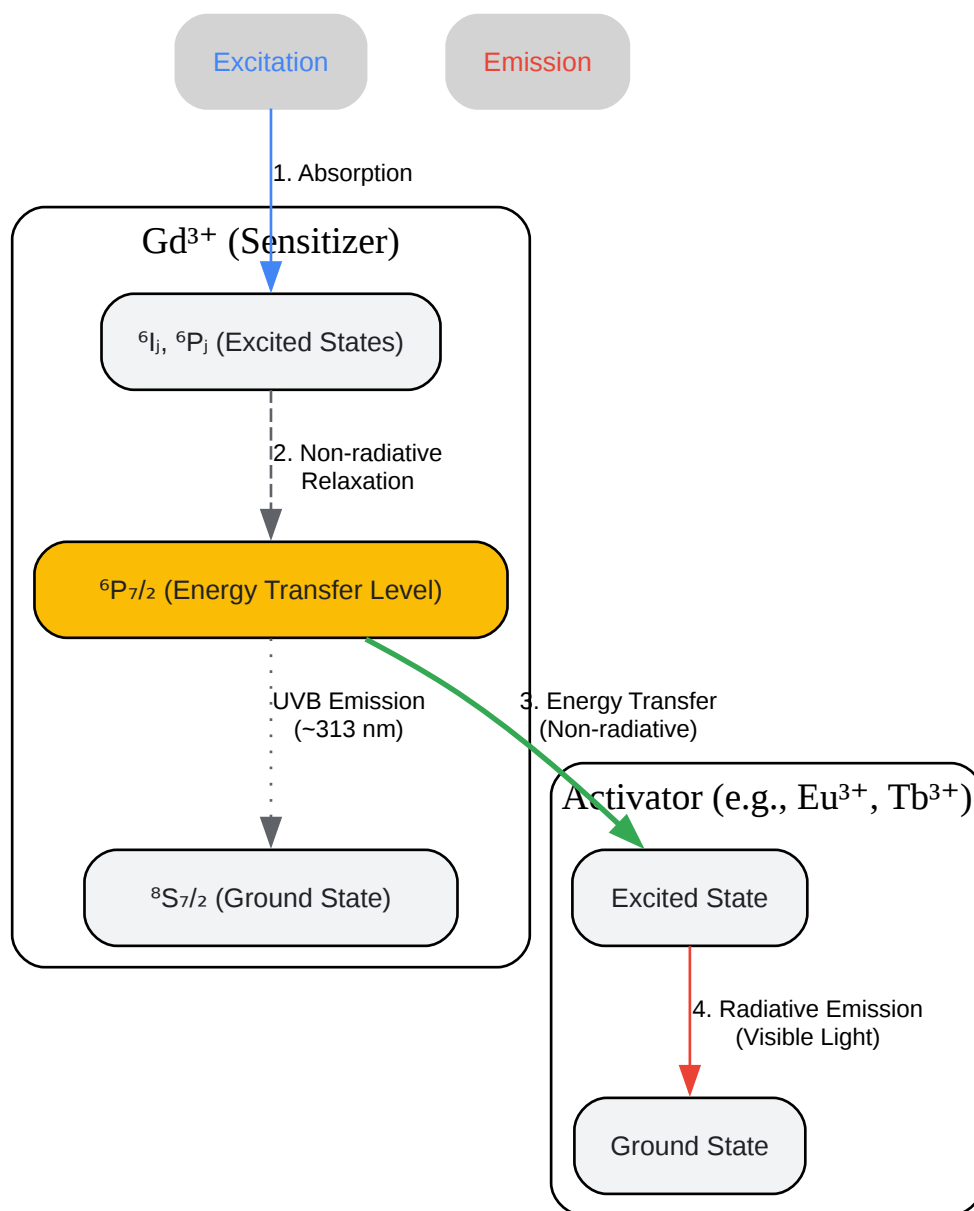 Excitation
Emission
1. Absorption
Gd³⁺ (Sensitizer)
⁶Iⱼ, ⁶Pⱼ (Excited States)
2. Non-radiative
Relaxation
⁶P₇/₂ (Energy Transfer Level)
UVB Emission
(~313 nm)
3. Energy Transfer
(Non-radiative)
Activator (e.g., Eu³⁺, Tb³⁺)
⁸S₇/₂ (Ground State)
Excited State
4. Radiative Emission
(Visible Light)
Ground State